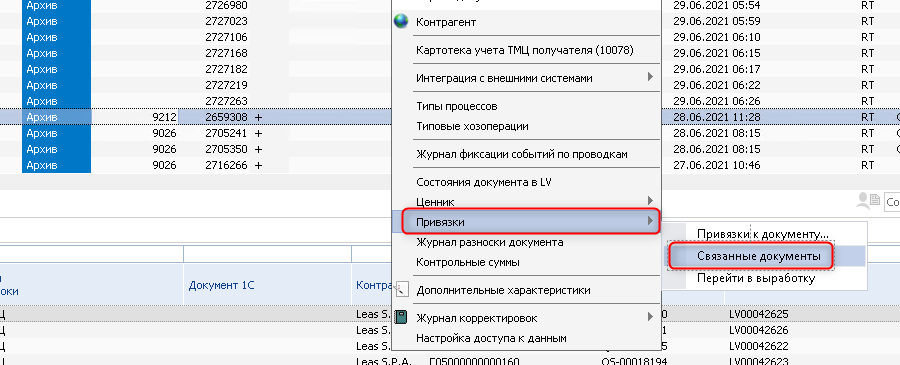 Архив 2726980 29.06.2021 05:54 RT
Архив 2727023 Контрагент 29.06.2021 05:59 RT
Архив 2727106 29.06.2021 06:10 RT
Архив 2727168 Картотека учета ТМЦ получателя (10078) 29.06.2021 06:15 RT
Архив 2727182 29.06.2021 06:17 RT
Архив 2727219 Интеграция с внешними системами 29.06.2021 06:22 RT
Архив 2727263 Типы процессов 29.06.2021 06:26 RT
Архив 9212 2659308 + 28.06.2021 11:28 RT
Архив 9026 2705241 + Типовые хозоперации 28.06.2021 08:15 RT
Архив 9026 2705350 + Журнал фиксации событий по проводкам 28.06.2021 08:15 RT
Архив 9026 2716266 + 27.06.2021 10:46 RT
Состояния документа в LV
Ценник
Привязки
Привязки к документу...
Журнал разноски документа
Связанные документы
Контрольные суммы
Перейти в выработку
Документ 1С
Дополнительные характеристики
Leas S. LV00042625
Журнал корректировок
Leas S. LV00042626
Настройка доступа к данным
Leas S. LV00042622
Leas S.P.A. F05000000000160 OS-00018194 LV00042623